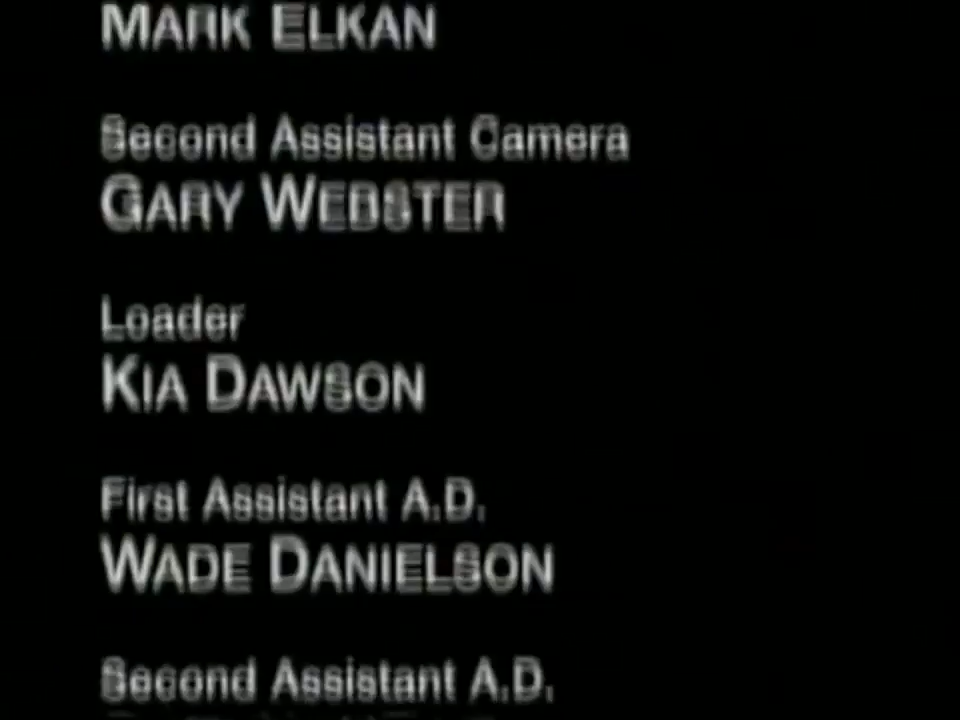 MARK ELKAN
Second Assistant Camera
GARY WEBSTER
Loader
KIA DAWSON
First Assistant A.D.
WADE DANIELSON
Second Assistant A.D.